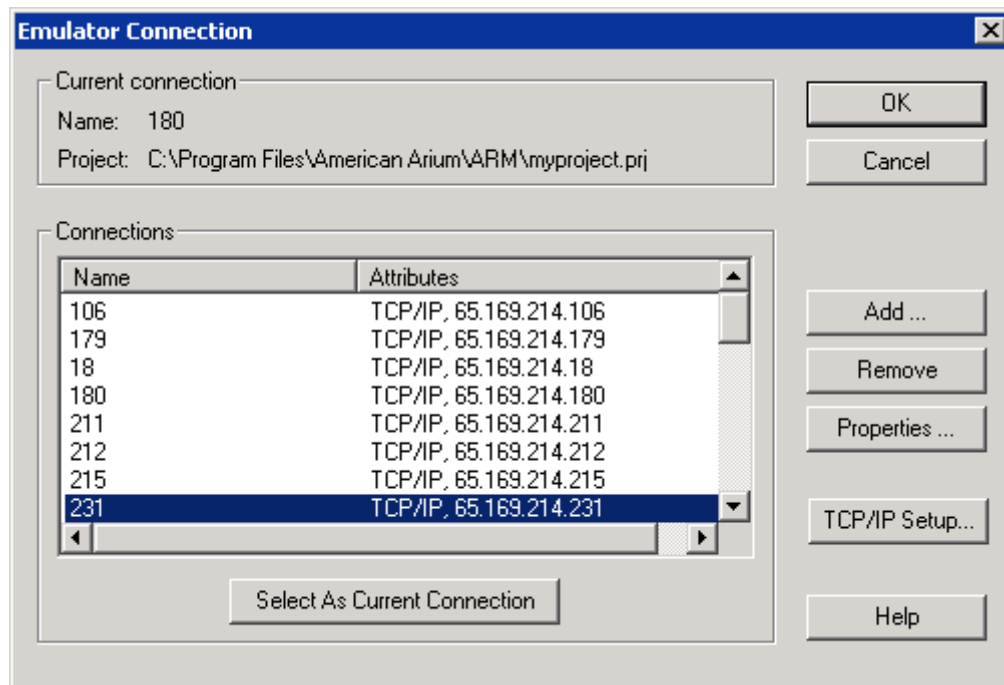 Emulator Connection
Current connection
Name: 180
Project: C:\Program Files\American Arium\ARM\myproject.prj
OK
Cancel
Connections
Name Attributes
106 TCP/IP, 65.169.214.106
179 TCP/IP, 65.169.214.179
18 TCP/IP, 65.169.214.18
180 TCP/IP, 65.169.214.180
211 TCP/IP, 65.169.214.211
212 TCP/IP, 65.169.214.212
215 TCP/IP, 65.169.214.215
231 TCP/IP, 65.169.214.231
Select As Current Connection
Add ...
Remove
Properties ...
TCP/IP Setup...
Help